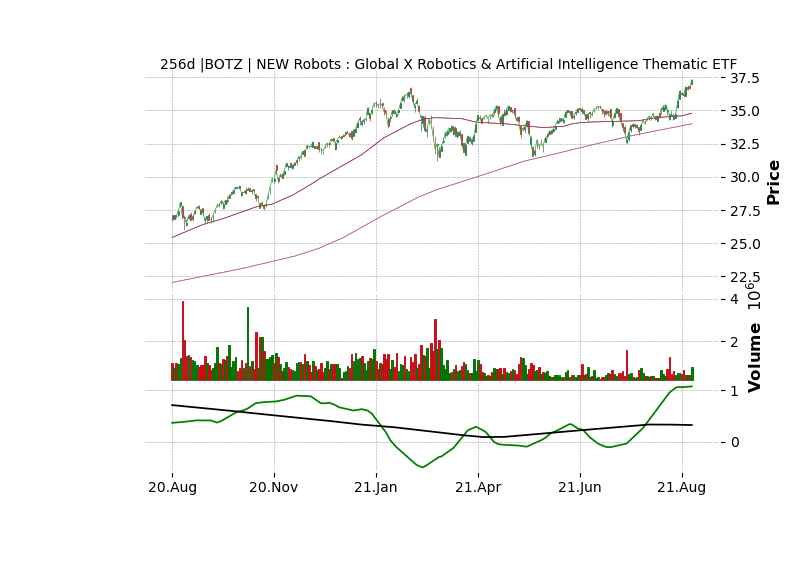 256d |BOTZ | NEW Robots : Global X Robotics & Artificial Intelligence Thematic ETF
37.5
35.0
32.5
30.0
27.5
25.0
22.5
Price
10⁶
4
2
Volume
1
0
20.Aug
20.Nov
21.Jan
21.Apr
21.Jun
21.Aug